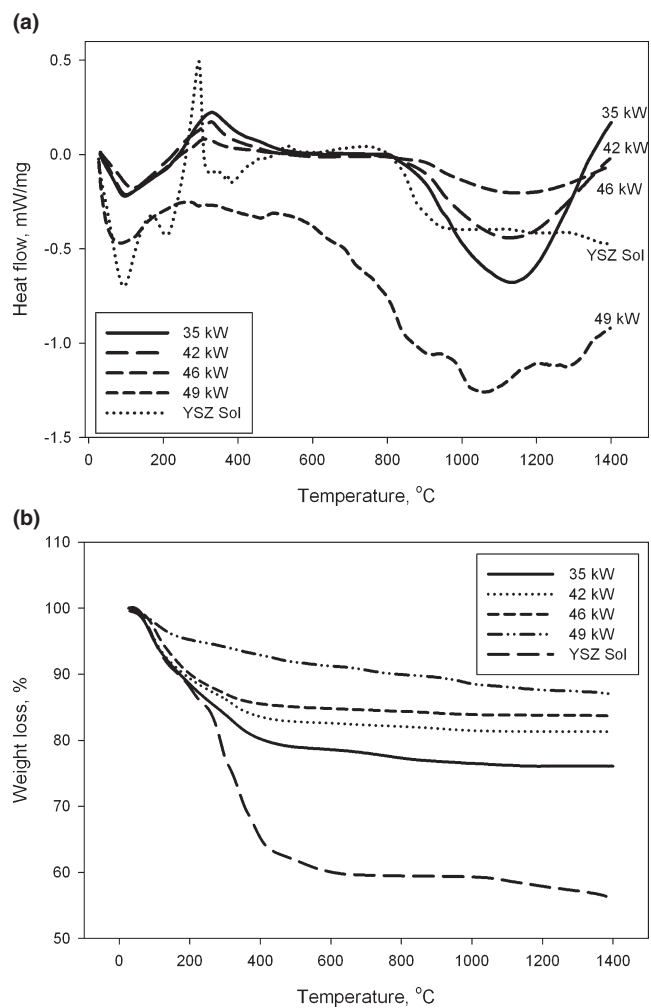 (a)
0.5
0.0
-0.5
-1.0
-1.5
Heat flow, mW/mg
35 kW
42 kW
46 kW
YSZ Sol
49 kW
35 kW
42 kW
46 kW
49 kW
YSZ Sol
0 200 400 600 800 1000 1200 1400
Temperature, °C
(b)
110
100
90
80
70
60
50
Weight loss, %
35 kW
42 kW
46 kW
49 kW
YSZ Sol
0 200 400 600 800 1000 1200 1400
Temperature, °C